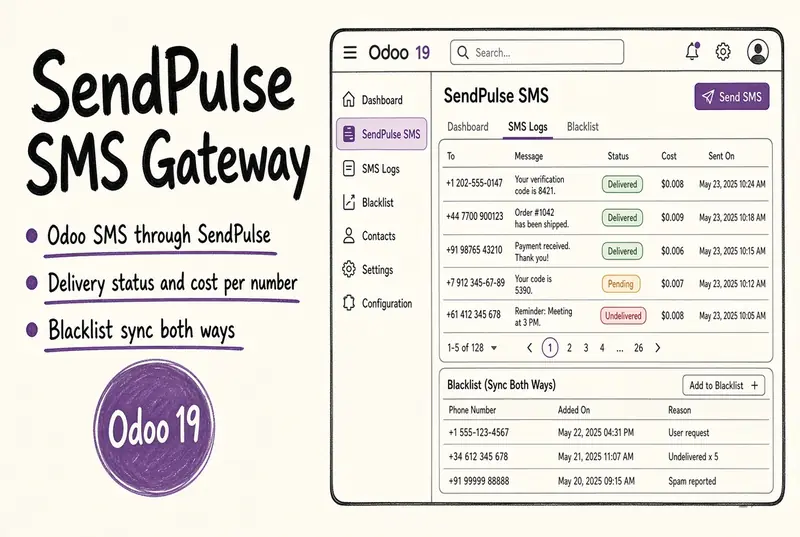 SendPulse
SMS Gateway
• Odoo SMS through SendPulse
• Delivery status and cost per number
• Blacklist sync both ways
Odoo 19
Odoo 19
Search...
Dashboard
SendPulse SMS
SMS Logs
Blacklist
Contacts
Settings
Configuration
SendPulse SMS
Send SMS
Dashboard SMS Logs Blacklist
To Message Status Cost Sent On
+1 202-555-0147 Your verification code is 8421. Delivered $0.008 May 23, 2025 10:24 AM
+44 7700 900123 Order #1042 has been shipped. Delivered $0.009 May 23, 2025 10:18 AM
+91 98765 43210 Payment received. Thank you! Delivered $0.006 May 23, 2025 10:15 AM
+7 912 345-67-89 Your code is 5390. Pending $0.007 May 23, 2025 10:12 AM
+61 412 345 678 Reminder: Meeting at 3 PM. Undelivered $0.008 May 23, 2025 10:05 AM
1-5 of 128 1 2 3 4 ... 26
Blacklist (Sync Both Ways)
Add to Blacklist +
Phone Number Added On Reason
+1 555-123-4567 May 22, 2025 04:31 PM User request
+34 612 345 678 May 21, 2025 11:07 AM Undelivered x 5
+91 99999 88888 May 20, 2025 09:15 AM Spam reported